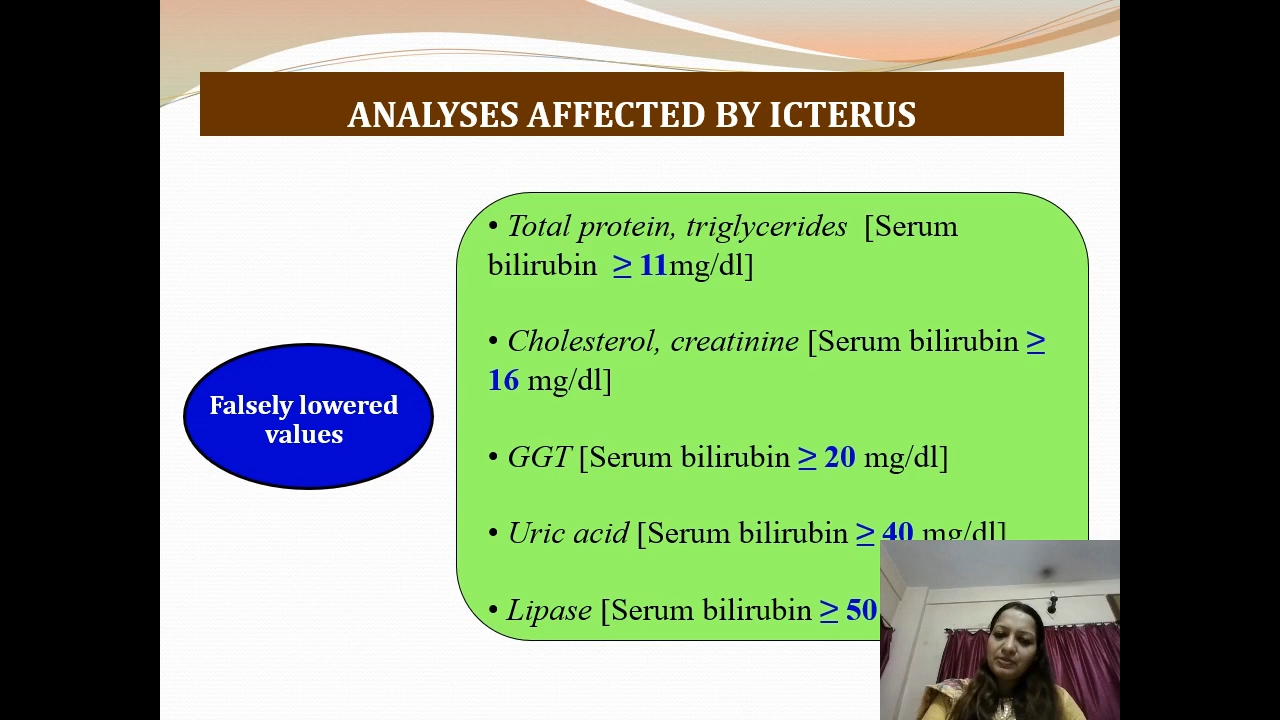 ANALYSES AFFECTED BY ICTERUS
Falsely lowered
values
• Total protein, triglycerides [Serum
bilirubin ≥ 11mg/dl]
• Cholesterol, creatinine [Serum bilirubin ≥
16 mg/dl]
• GGT [Serum bilirubin ≥ 20 mg/dl]
• Uric acid [Serum bilirubin ≥ 40 mg/dl]
• Lipase [Serum bilirubin ≥ 50